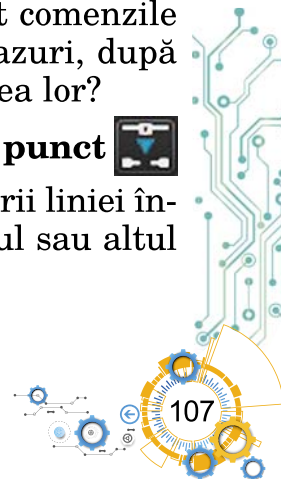 t comenzile
azuri, după
ea lor?
punct
rii liniei în-
ul sau altul
107